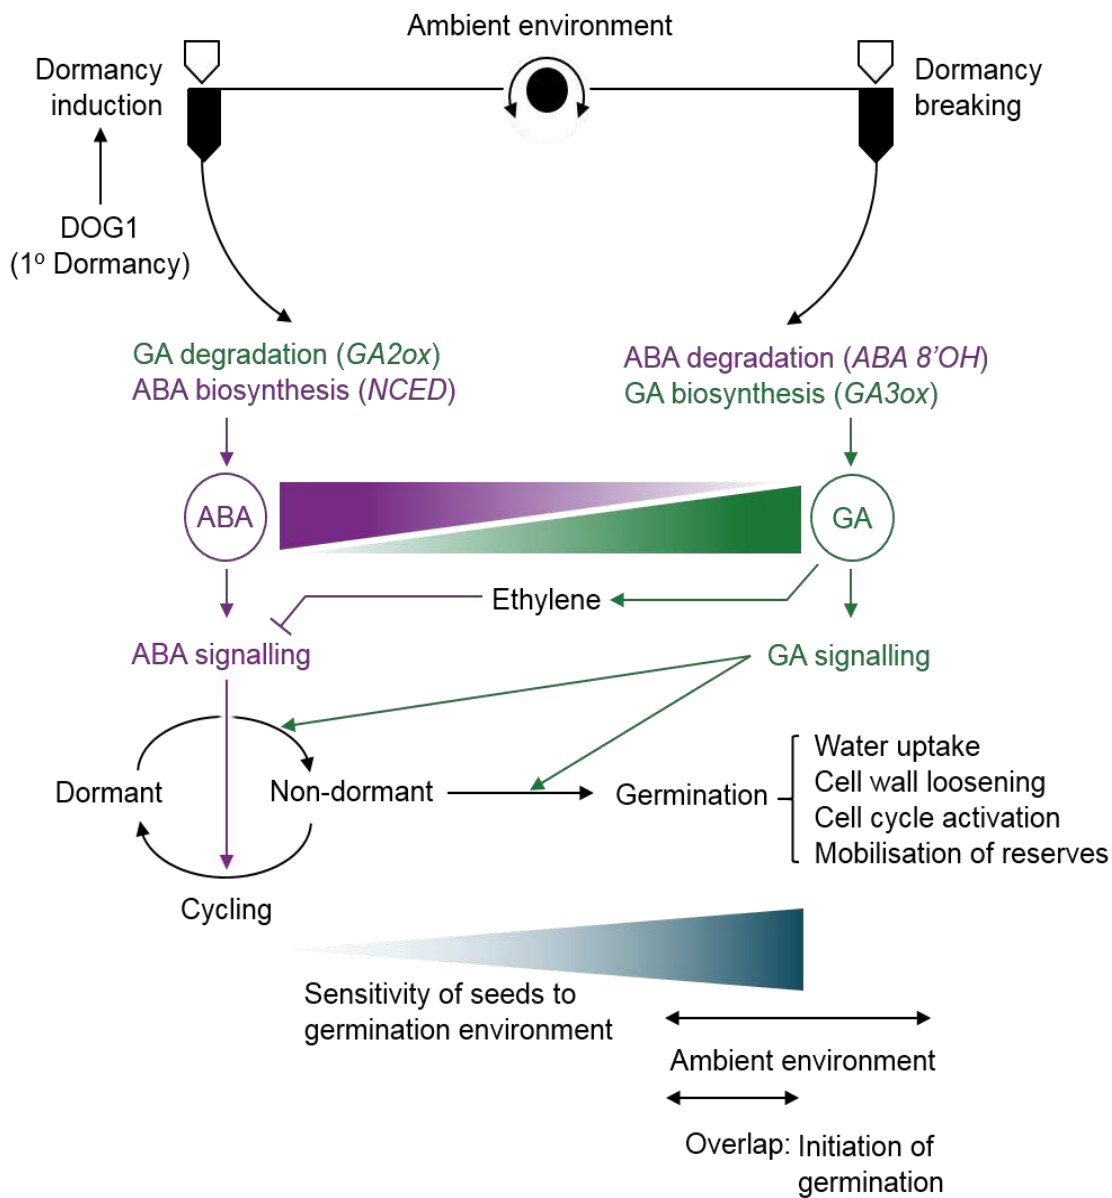 Ambient environment
Dormancy
induction
Dormancy
breaking
DOG1
(1º Dormancy)
GA degradation (GA2ox)
ABA biosynthesis (NCED)
ABA degradation (ABA 8’OH)
GA biosynthesis (GA3ox)
ABA
GA
Ethylene
ABA signalling
GA signalling
Dormant
Non-dormant
Germination
Water uptake
Cell wall loosening
Cell cycle activation
Mobilisation of reserves
Cycling
Sensitivity of seeds to
germination environment
Ambient environment
Overlap: Initiation of
germination